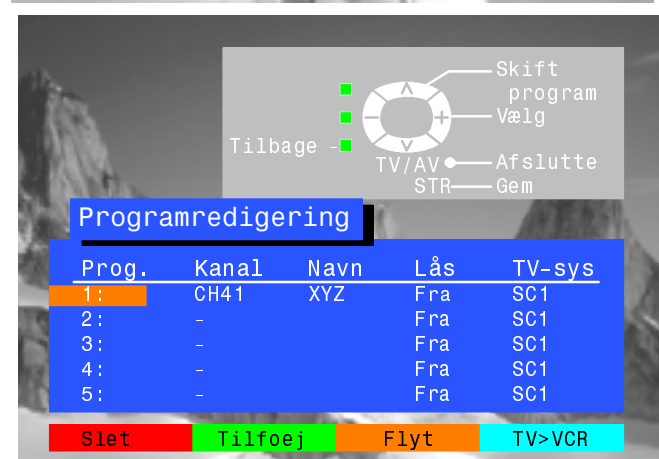 Skift
program
Vælg
Tilbage
TV/AV
Afslutte
STR
Gem
Programredigering
Prog. Kanal Navn Lås TV-sys
1: CH41 XYZ Fra SC1
2: - Fra SC1
3: - Fra SC1
4: - Fra SC1
5: - Fra SC1
Slet Tilfoej Flyt TV>VCR